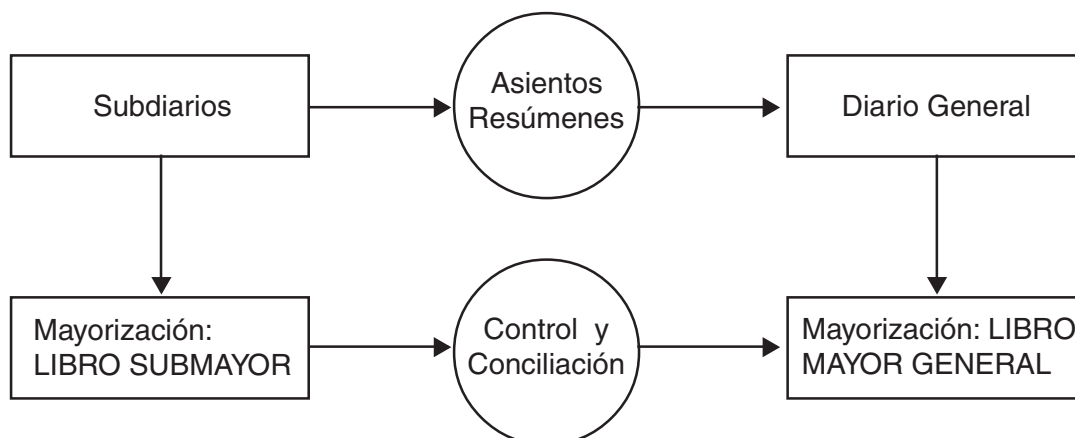 Subdiarios
Asientos
Resúmenes
Diario General
Mayorización:
LIBRO SUBMAYOR
Control y
Conciliación
Mayorización: LIBRO
MAYOR GENERAL